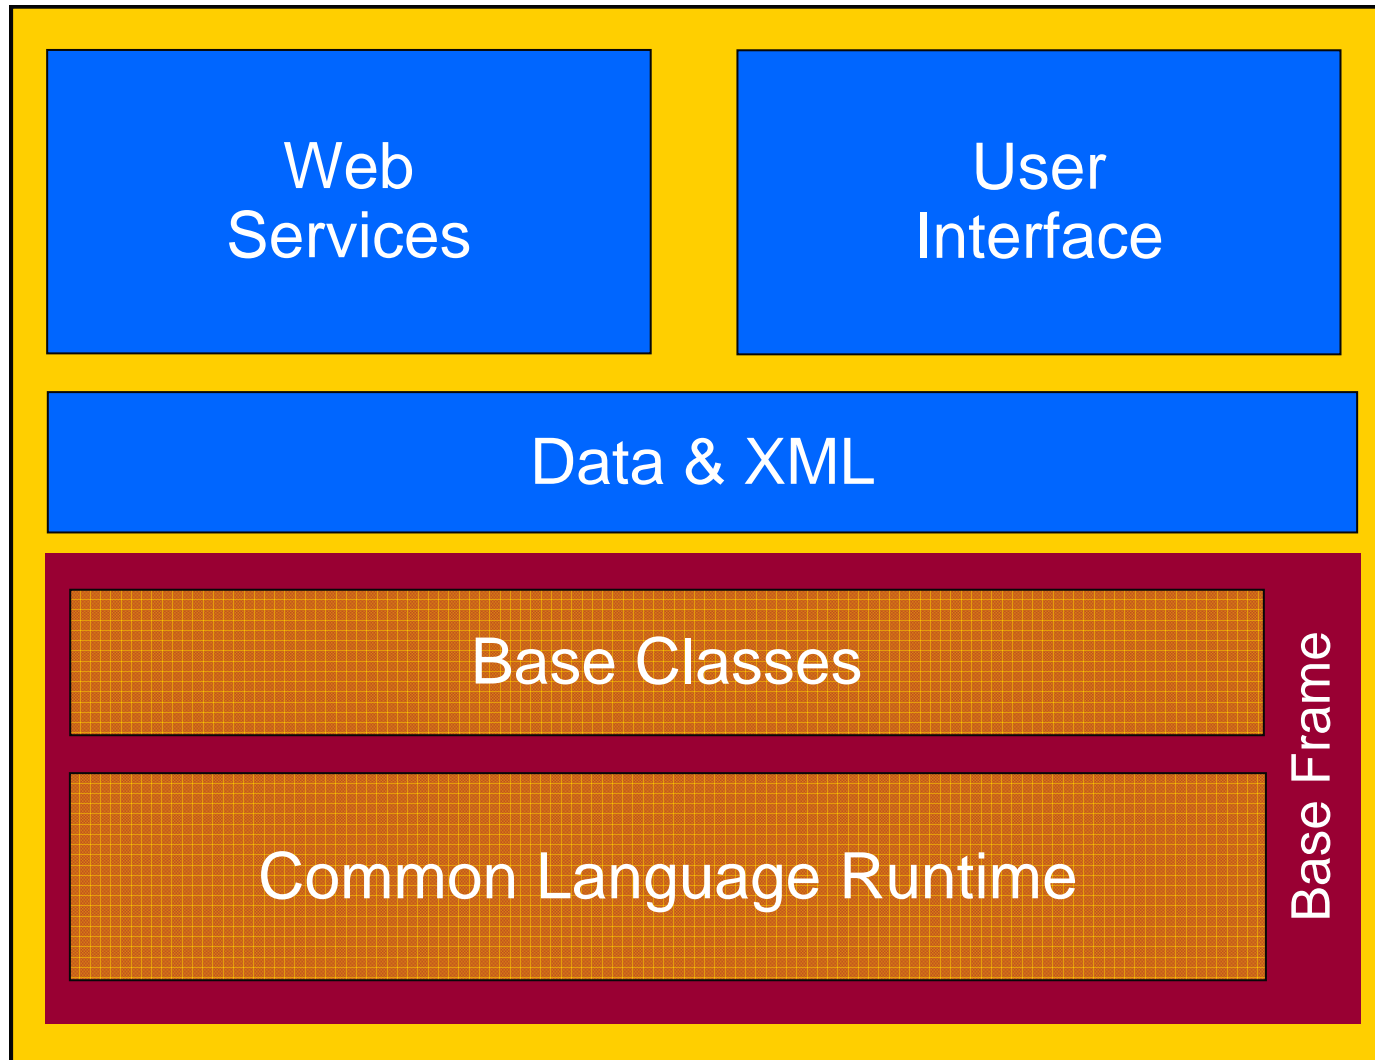 Web
Services
User
Interface
Data & XML
Base Classes
Common Language Runtime
Base Frame